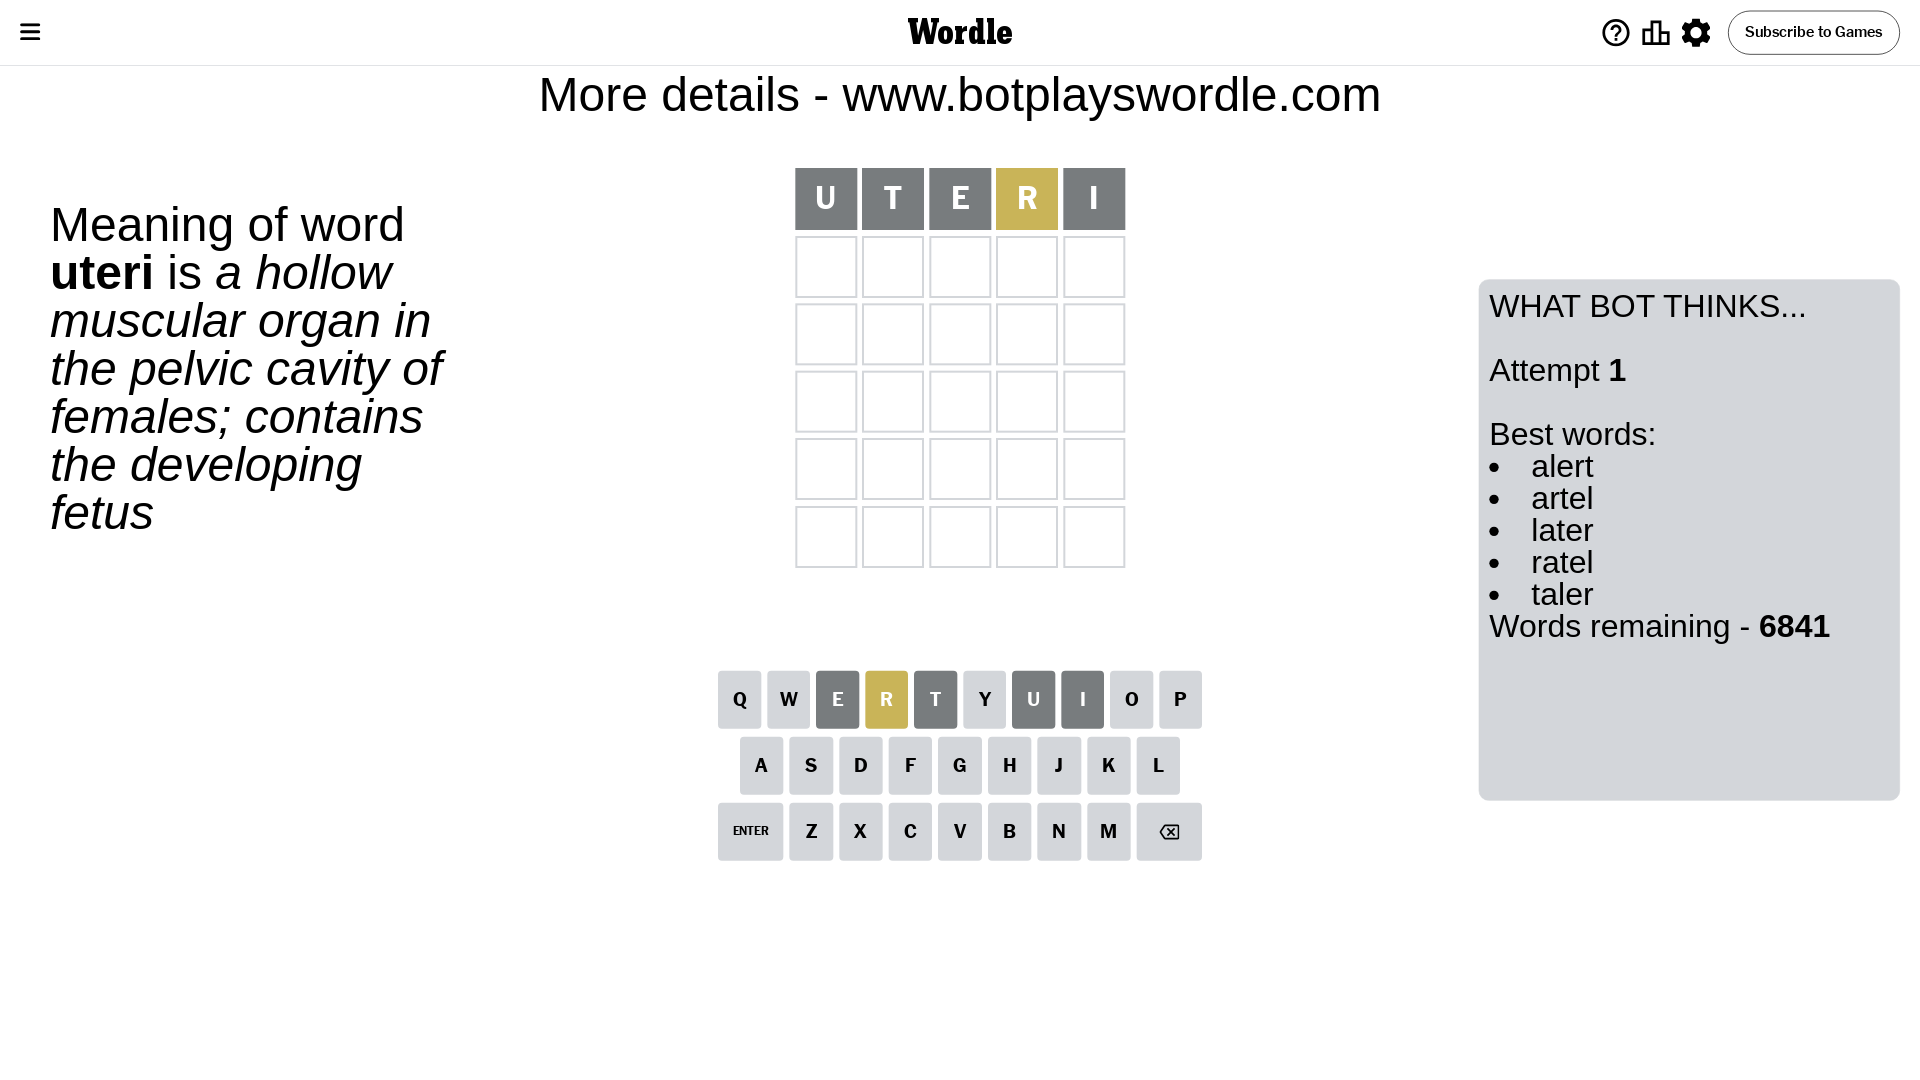 Wordle
Subscribe to Games
More details - www.botplayswordle.com
Meaning of word
uteri is a hollow
muscular organ in
the pelvic cavity of
females; contains
the developing
fetus
U T E R I
WHAT BOT THINKS...
Attempt 1
Best words:
• alert
• artel
• later
• ratel
• taler
Words remaining - 6841
Q W E R T Y U I O P
A S D F G H J K L
ENTER Z X C V B N M